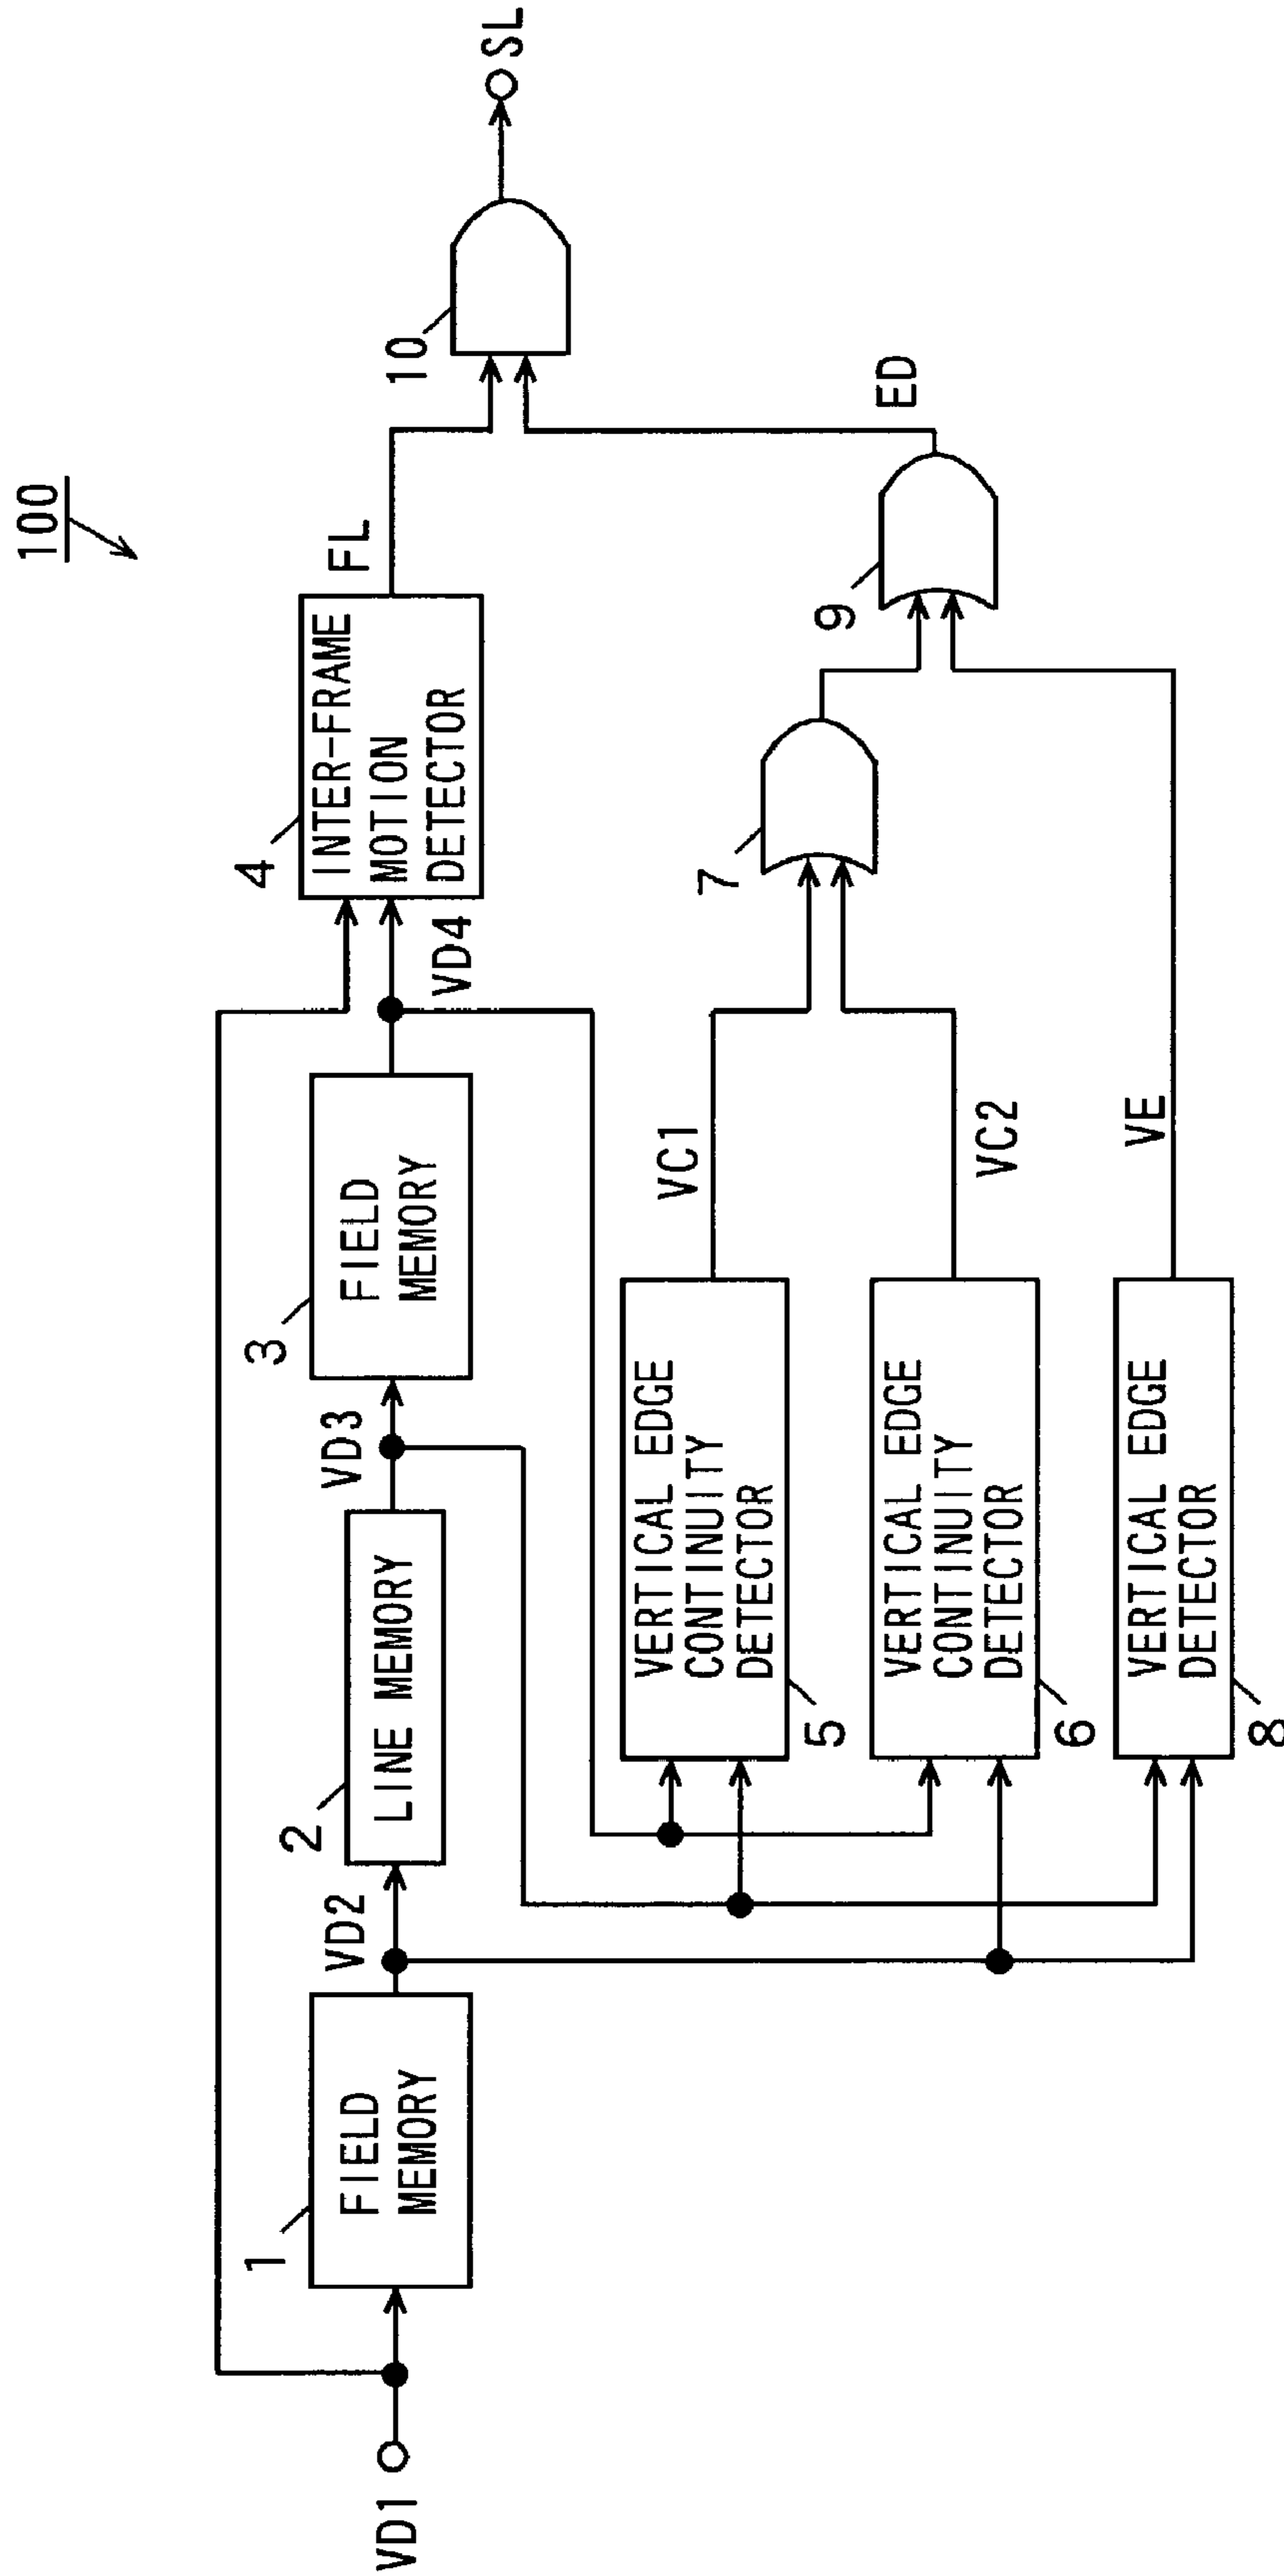 100
VD1
1
FIELD
MEMORY
VD2
2
LINE MEMORY
VD3
3
FIELD
MEMORY
VD4
4
INTER-FRAME
MOTION
DETECTOR
FL
10
SL
5
VERTICAL EDGE
CONTINUITY
DETECTOR
VC1
6
VERTICAL EDGE
CONTINUITY
DETECTOR
VC2
7
8
VERTICAL EDGE
DETECTOR
VE
9
ED